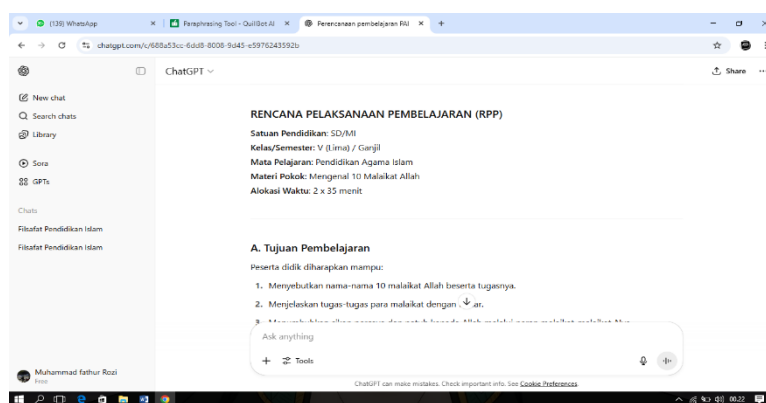 (139) WhatsApp
Paraphrasing Tool - QuillBot AI
Perencanaan pembelajaran PAI
chatgpt.com/c/688a53cc-6dd8-8008-9d45-e5976243592b
ChatGPT
Share
New chat
Search chats
Library
Sora
GPTs
Chats
Filsafat Pendidikan Islam
Filsafat Pendidikan Islam
RENCANA PELAKSANAAN PEMBELAJARAN (RPP)
Satuan Pendidikan: SD/MI
Kelas/Semester: V (Lima) / Ganjil
Mata Pelajaran: Pendidikan Agama Islam
Materi Pokok: Mengenal 10 Malaikat Allah
Alokasi Waktu: 2 x 35 menit
A. Tujuan Pembelajaran
Peserta didik diharapkan mampu:
1. Menyebutkan nama-nama 10 malaikat Allah beserta tugasnya.
2. Menjelaskan tugas-tugas para malaikat dengan
Ask anything
Tools
Muhammad fathur Rozi
Free
ChatGPT can make mistakes. Check important info. See Cookie Preferences.
00.22